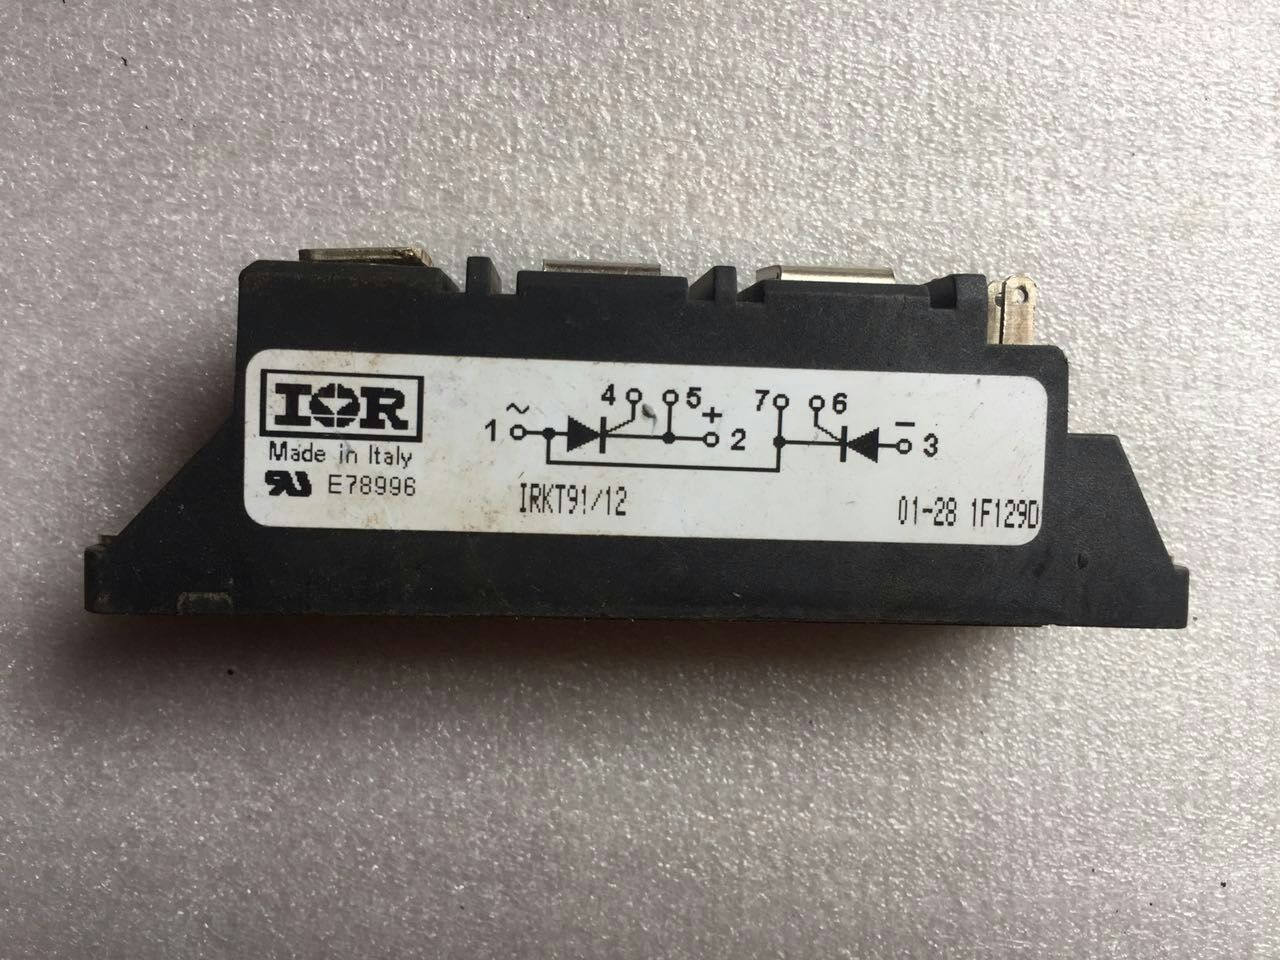 IOR
Made in Italy
E78996
1 ~ 4 5 + 2 7 6 - 3
IRKT91/12
01-28 1F129D